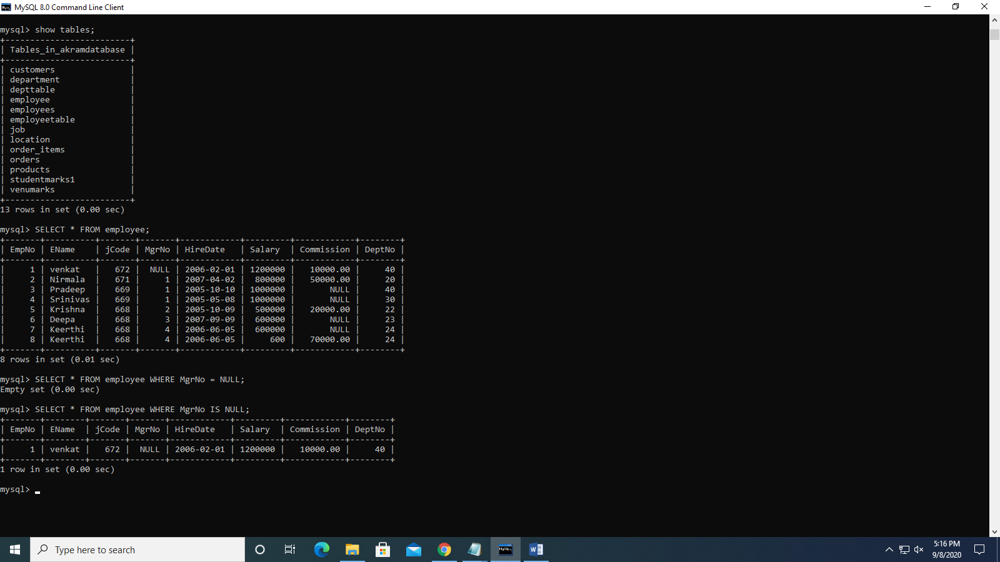 MySQL 8.0 Command Line Client
mysql> show tables;
+-------------------------+
| Tables_in_akramdatabase |
+-------------------------+
| customers               |
| department              |
| depttable               |
| employee                |
| employees               |
| employeetable           |
| job                     |
| location                |
| order_items             |
| orders                  |
| products                |
| studentmarks1           |
| venumarks               |
+-------------------------+
13 rows in set (0.00 sec)
mysql> SELECT * FROM employee;
+-------+----------+-------+-------+------------+---------+------------+--------+
| EmpNo | EName    | jCode | MgrNo | HireDate   | Salary  | Commission | DeptNo |
+-------+----------+-------+-------+------------+---------+------------+--------+
|     1 | venkat   |   672 |  NULL | 2006-02-01 | 1200000 |   10000.00 |     40 |
|     2 | Nirmala  |   671 |     1 | 2007-04-02 |  800000 |   50000.00 |     20 |
|     3 | Pradeep  |   669 |     1 | 2005-10-10 | 1000000 |       NULL |     40 |
|     4 | Srinivas |   669 |     1 | 2005-05-08 | 1000000 |       NULL |     30 |
|     5 | Krishna  |   668 |     2 | 2005-10-09 |  500000 |   20000.00 |     22 |
|     6 | Deepa    |   668 |     3 | 2007-09-09 |  600000 |       NULL |     23 |
|     7 | Keerthi  |   668 |     4 | 2006-06-05 |  600000 |       NULL |     24 |
|     8 | Keerthi  |   668 |     4 | 2006-06-05 |     600 |   70000.00 |     24 |
+-------+----------+-------+-------+------------+---------+------------+--------+
8 rows in set (0.01 sec)
mysql> SELECT * FROM employee WHERE MgrNo = NULL;
Empty set (0.00 sec)
mysql> SELECT * FROM employee WHERE MgrNo IS NULL;
+-------+--------+-------+-------+------------+---------+------------+--------+
| EmpNo | EName  | jCode | MgrNo | HireDate   | Salary  | Commission | DeptNo |
+-------+--------+-------+-------+------------+---------+------------+--------+
|     1 | venkat |   672 |  NULL | 2006-02-01 | 1200000 |   10000.00 |     40 |
+-------+--------+-------+-------+------------+---------+------------+--------+
1 row in set (0.00 sec)
mysql>
Type here to search
5:16 PM
9/8/2020